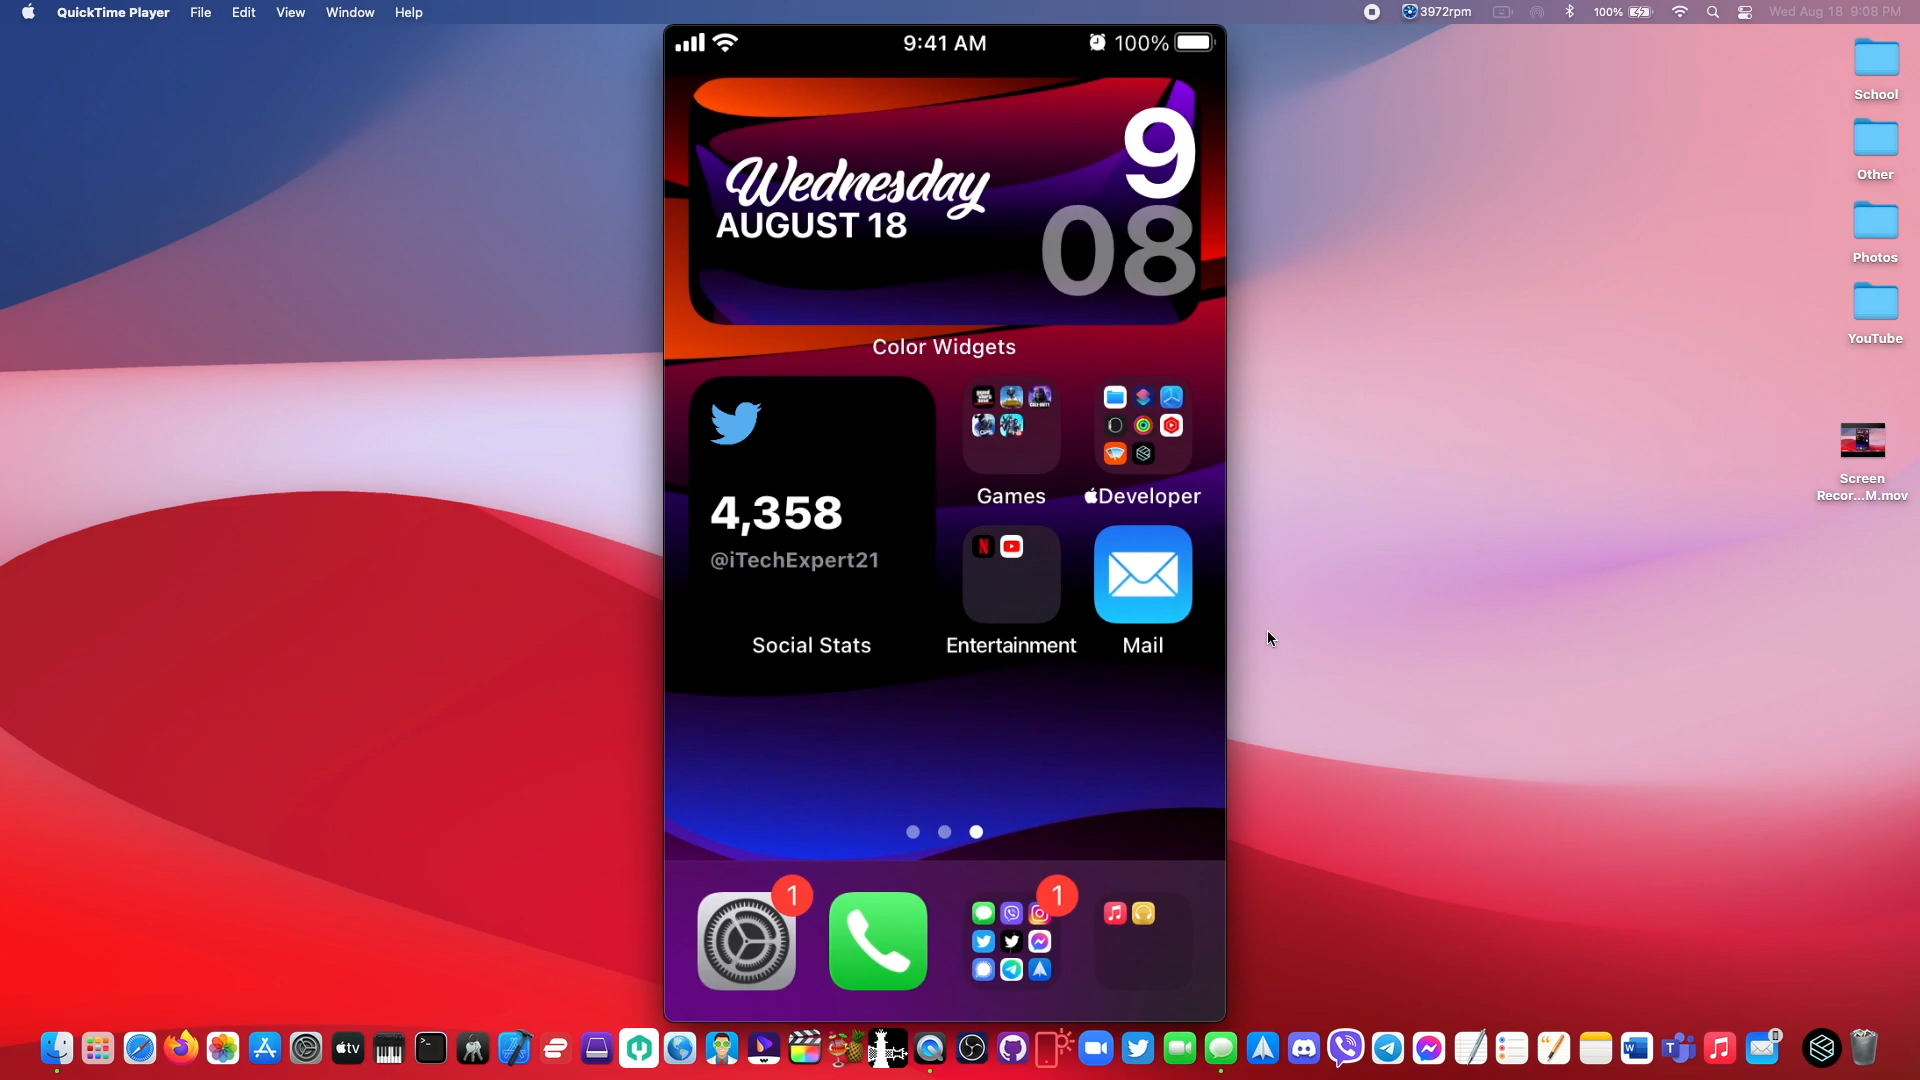 QuickTime Player File Edit View Window Help
3972rpm 100% Wed Aug 18 9:08 PM
9:41 AM 100%
Wednesday
AUGUST 18
9
08
Color Widgets
4,358
@iTechExpert21
Social Stats
Games
Developer
Entertainment
Mail
1
1
School
Other
Photos
YouTube
Screen
Recor...M.mov
tv